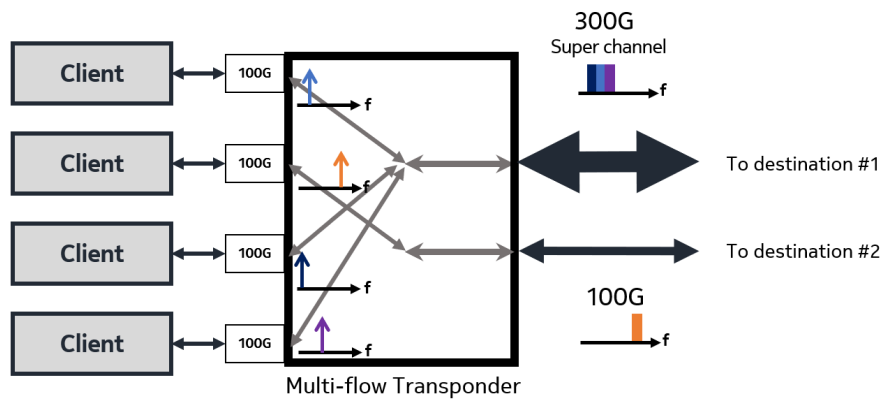 300G
Super channel
f
Client
100G
f
Client
100G
f
To destination #1
Client
100G
f
To destination #2
100G
f
Client
100G
f
Multi-flow Transponder